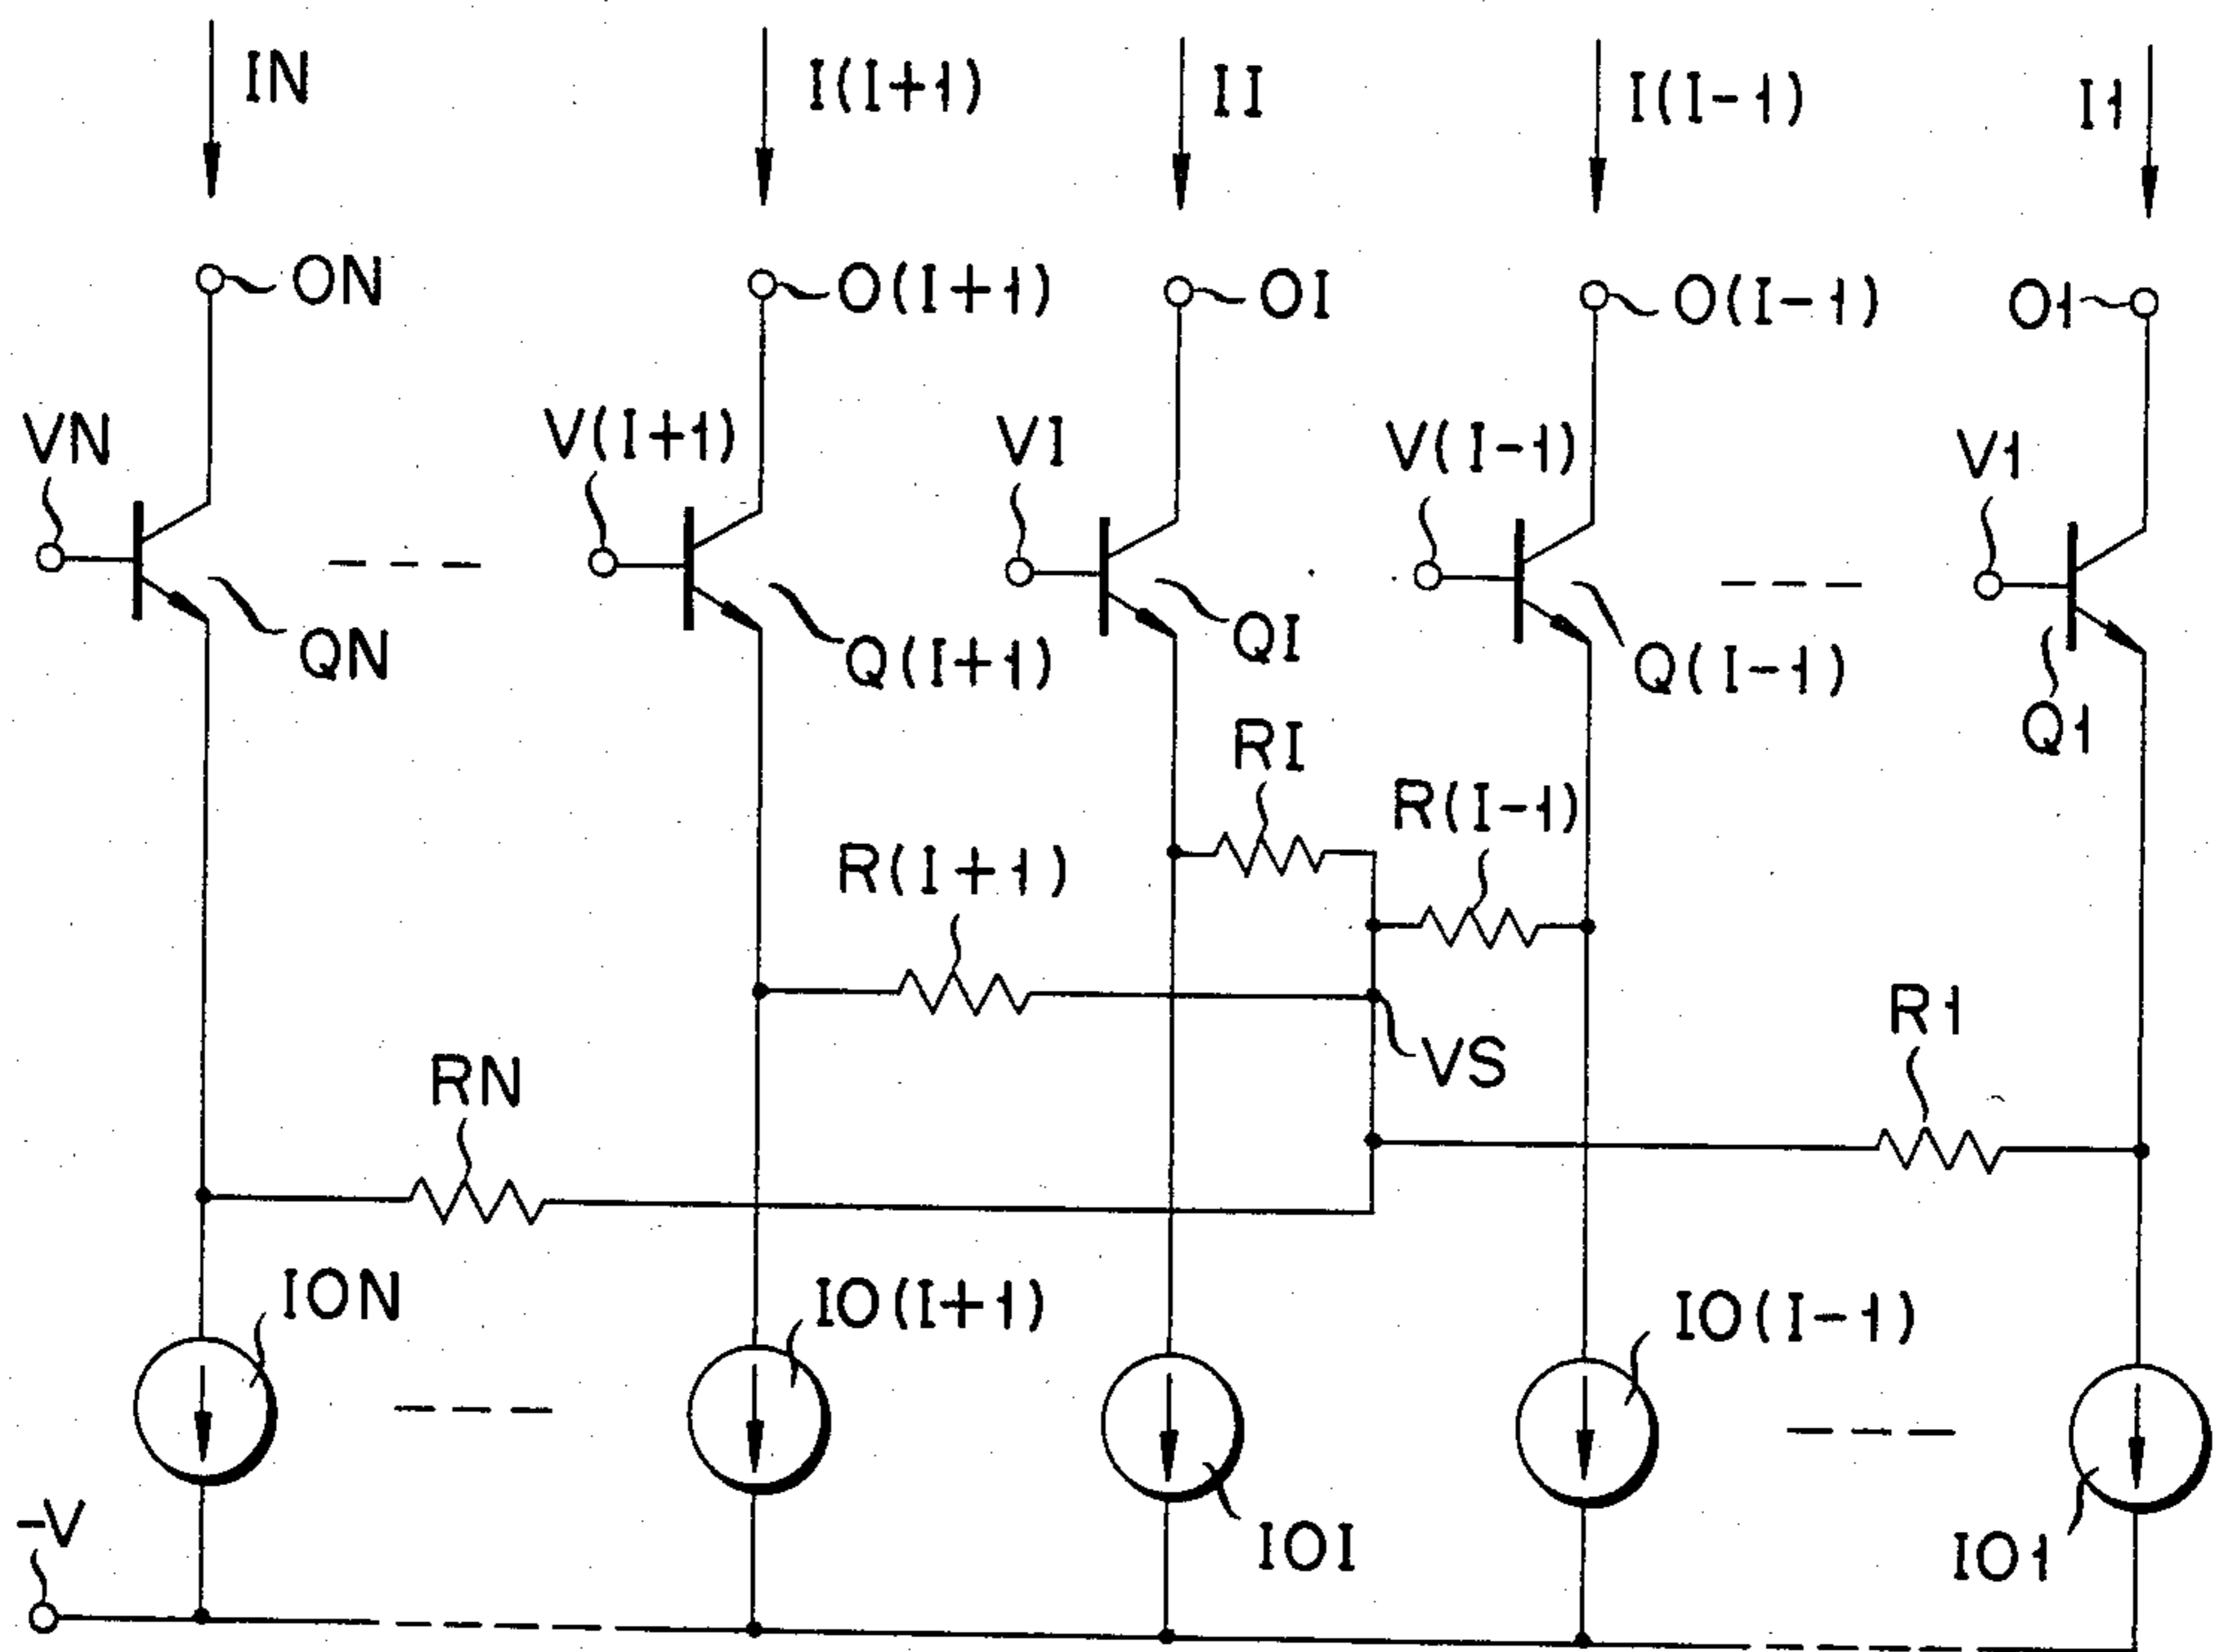 IN
I(I+1)
II
I(I-1)
I1
ON
O(I+1)
OI
O(I-1)
O1
VN
V(I+1)
VI
V(I-1)
V1
QN
Q(I+1)
QI
Q(I-1)
Q1
RI
R(I-1)
R(I+1)
R1
VS
RN
ION
IO(I+1)
IO(I-1)
IOI
IO1
-V